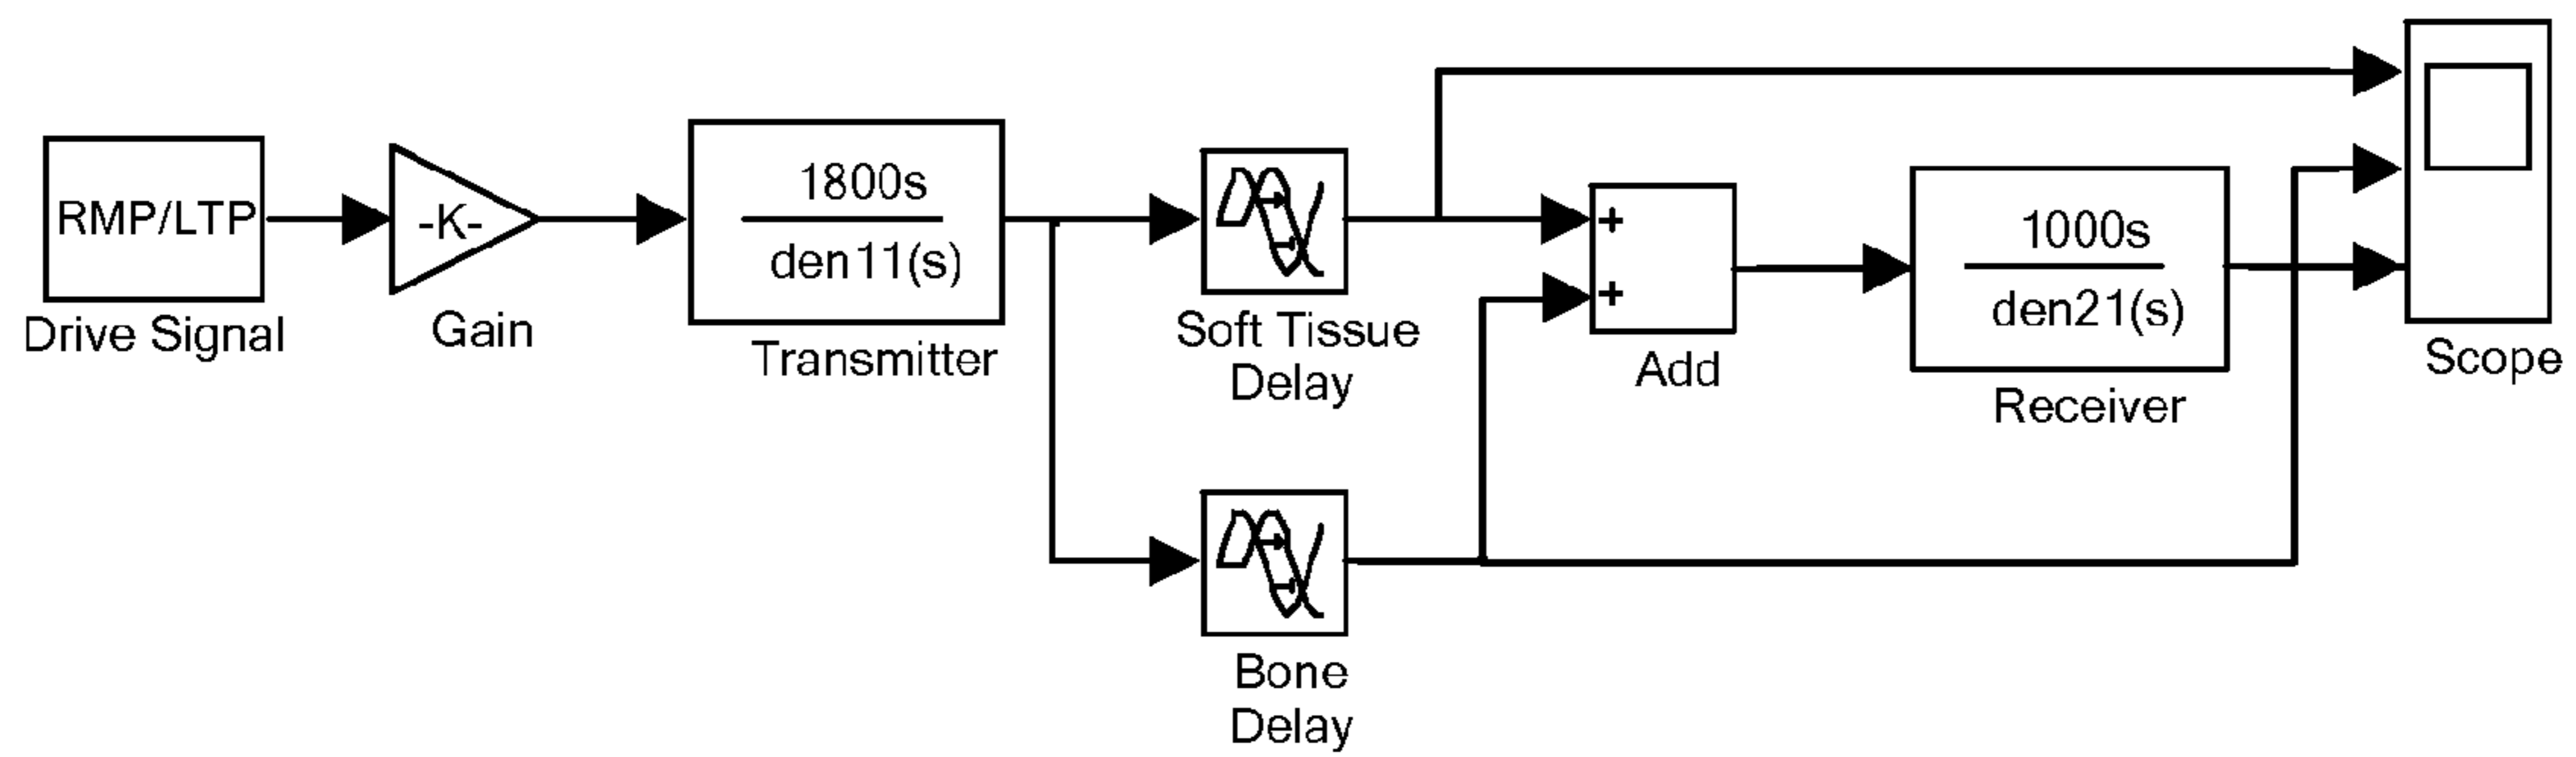 RMP/LTP
Drive Signal
-K-
Gain
1800s
den11(s)
Transmitter
Soft Tissue
Delay
Bone
Delay
+
+
Add
1000s
den21(s)
Receiver
Scope